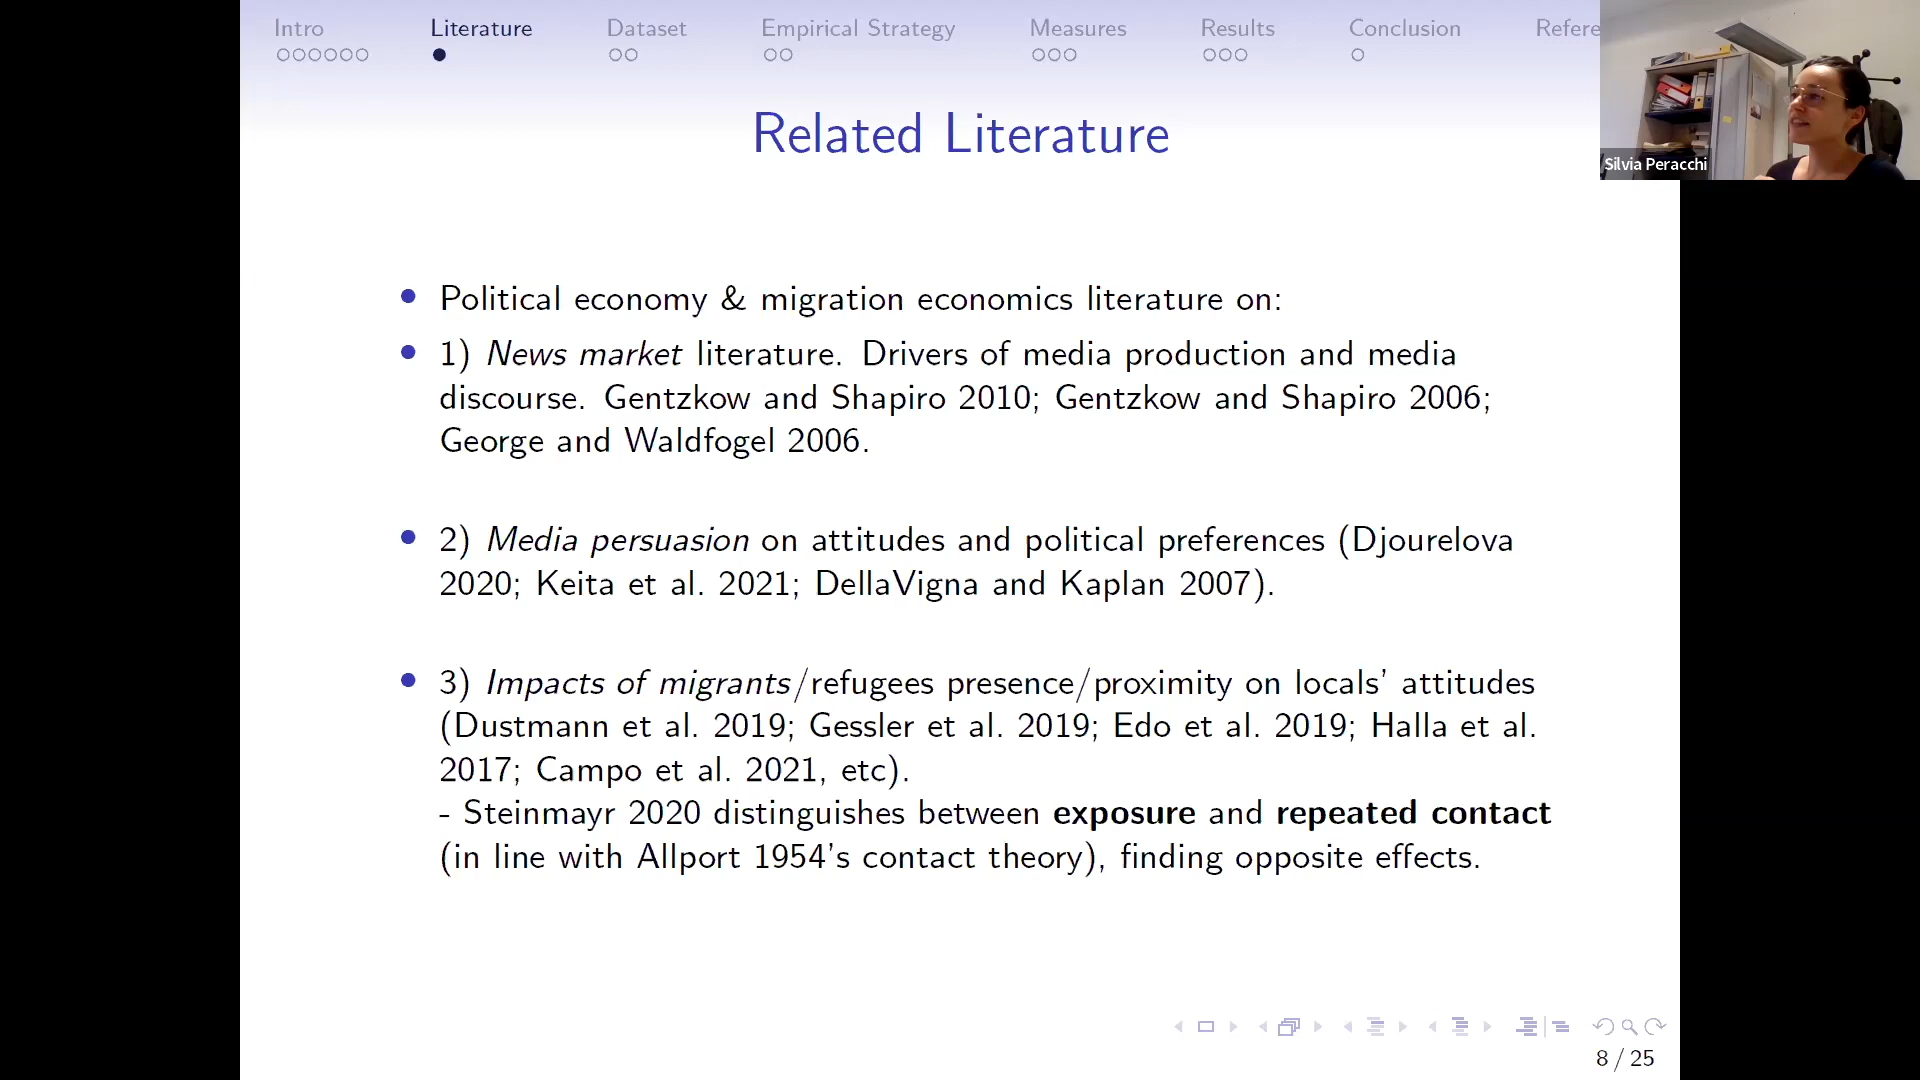 Intro Literature Dataset Empirical Strategy Measures Results Conclusion Refere
Silvia Peracchi
Related Literature
Political economy & migration economics literature on:
1) News market literature. Drivers of media production and media
discourse. Gentzkow and Shapiro 2010; Gentzkow and Shapiro 2006;
George and Waldfogel 2006.
2) Media persuasion on attitudes and political preferences (Djourelova
2020; Keita et al. 2021; DellaVigna and Kaplan 2007).
3) Impacts of migrants/refugees presence/proximity on locals' attitudes
(Dustmann et al. 2019; Gessler et al. 2019; Edo et al. 2019; Halla et al.
2017; Campo et al. 2021, etc).
- Steinmayr 2020 distinguishes between exposure and repeated contact
(in line with Allport 1954's contact theory), finding opposite effects.
8 / 25